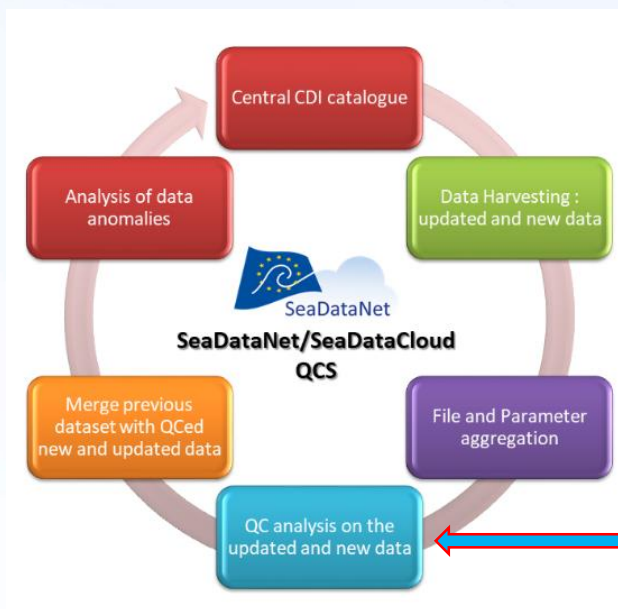 Central CDI catalogue
Data Harvesting :
updated and new data
File and Parameter
aggregation
QC analysis on the
updated and new data
Merge previous
dataset with QCed
new and updated data
Analysis of data
anomalies
SeaDataNet
SeaDataNet/SeaDataCloud
QCS